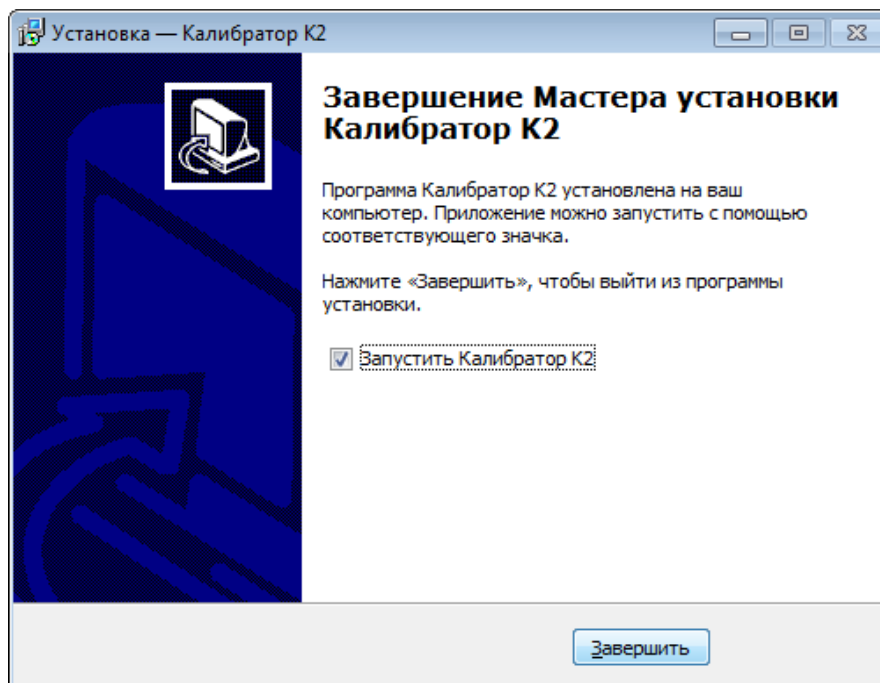 Установка — Калибратор К2
Завершение Мастера установки
Калибратор К2
Программа Калибратор К2 установлена на ваш
компьютер. Приложение можно запустить с помощью
соответствующего значка.
Нажмите «Завершить», чтобы выйти из программы
установки.
Запустить Калибратор К2
Завершить